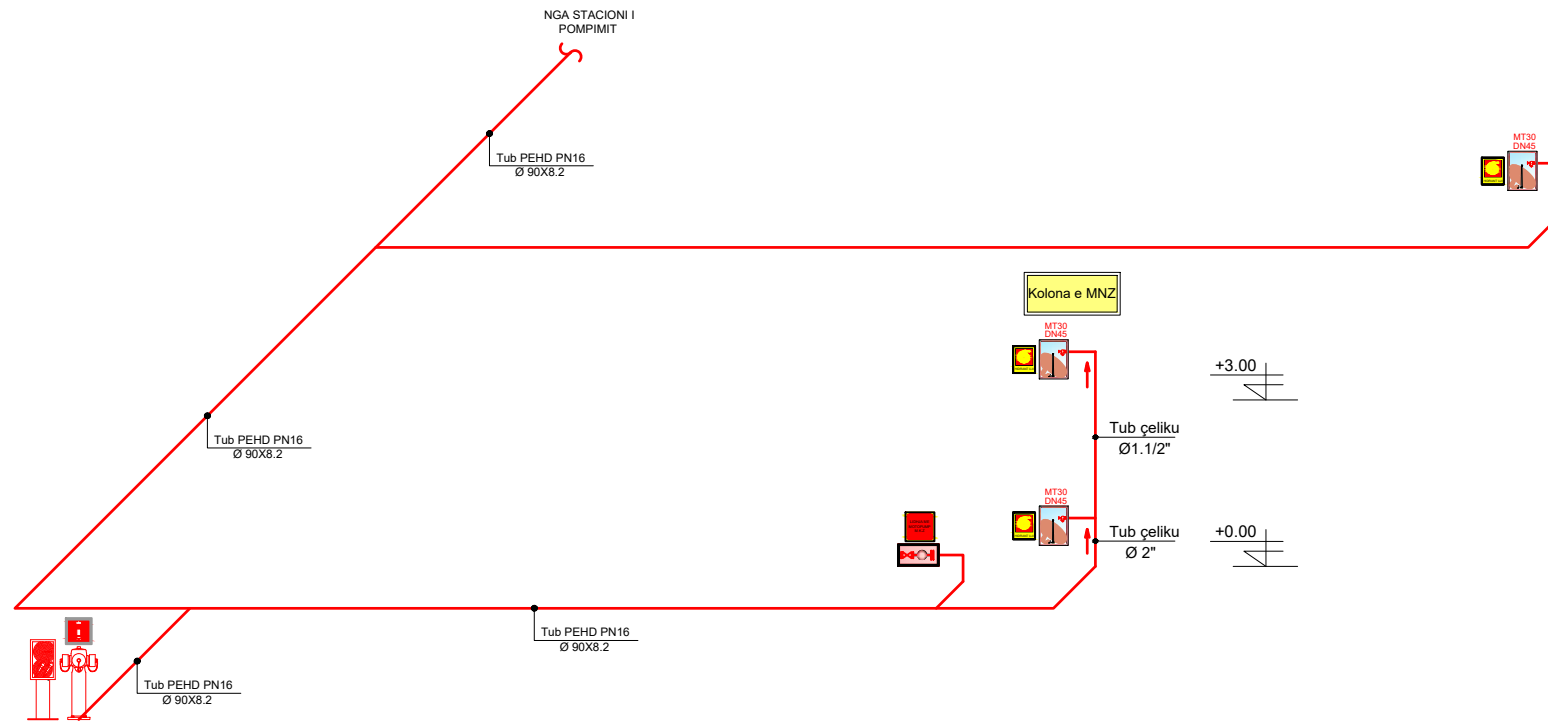 NGA STACIONI I
POMPIMIT
Tub PEHD PN16
Ø 90X8.2
MT30
DN45
Kolona e MNZ
MT30
DN45
+3.00
Tub çeliku
Ø1.1/2"
Tub PEHD PN16
Ø 90X8.2
MT30
DN45
Tub çeliku
Ø 2"
+0.00
Tub PEHD PN16
Ø 90X8.2
Tub PEHD PN16
Ø 90X8.2